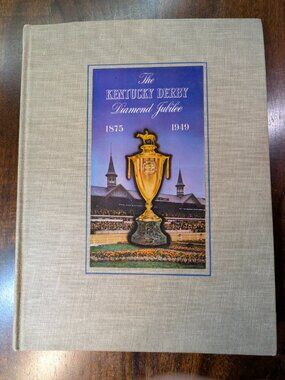 The
KENTUCKY DERBY
Diamond Jubilee
1875 1949